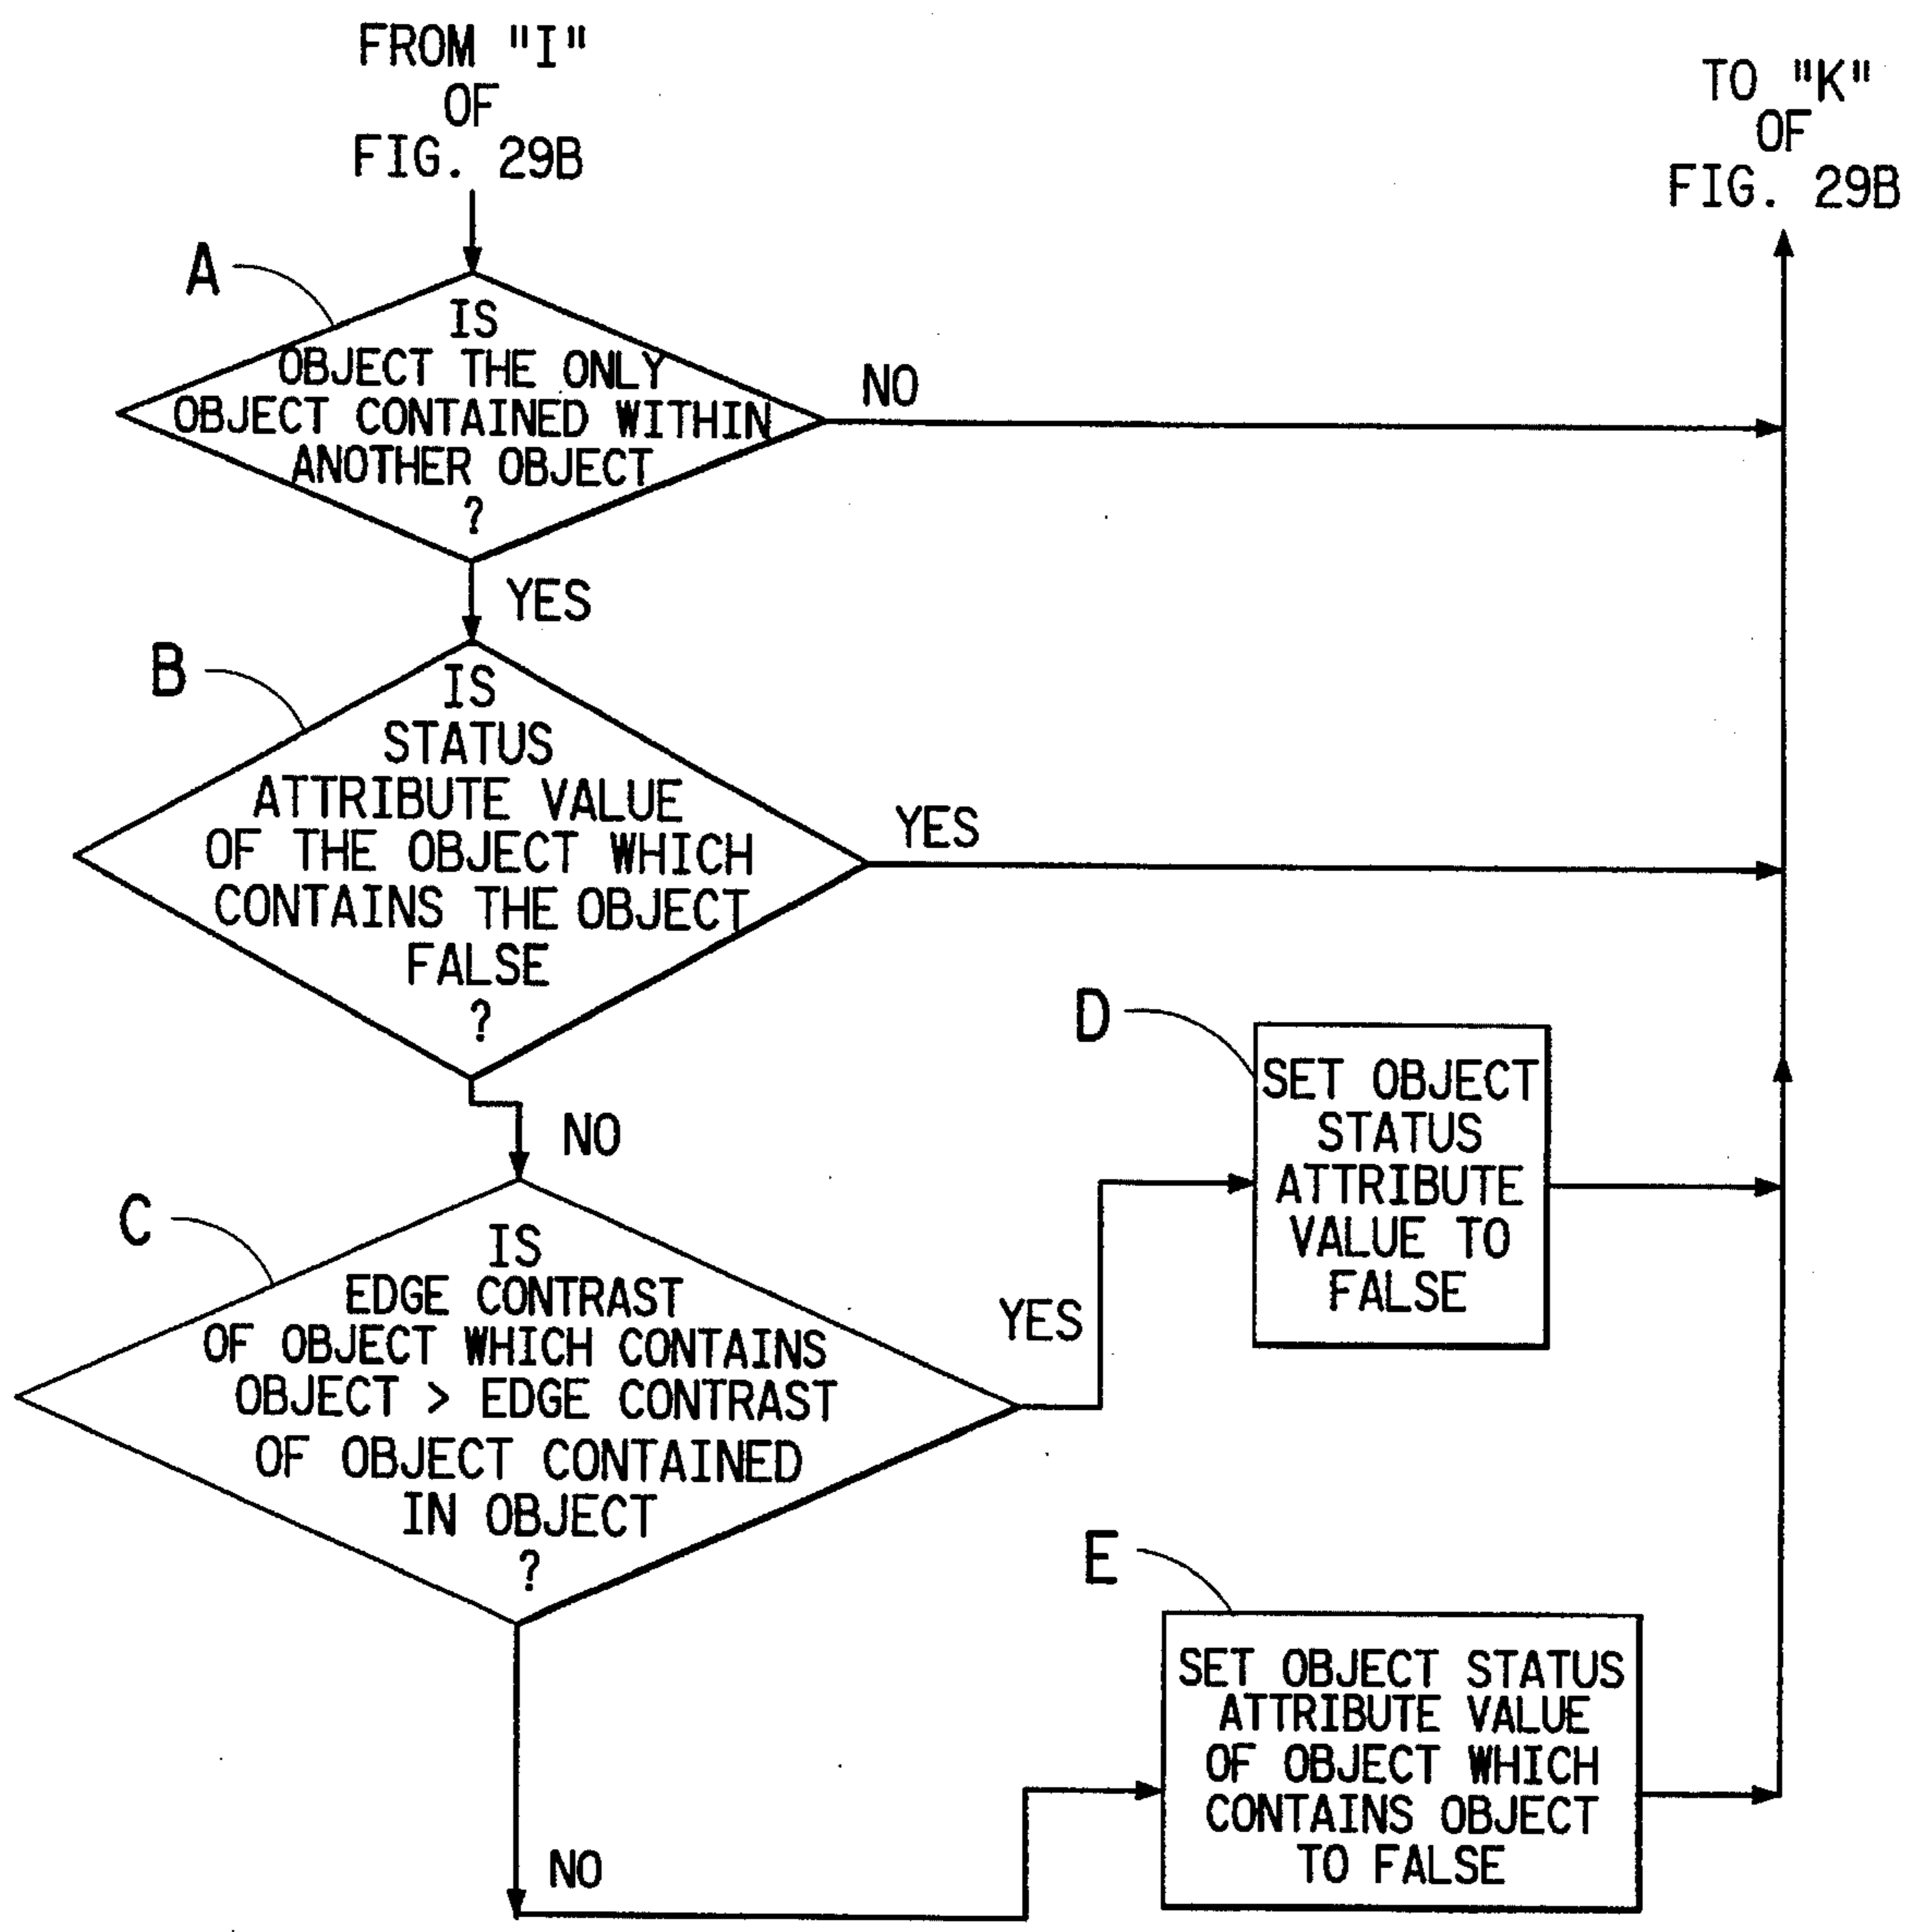 FROM "I"
OF
FIG. 29B
TO "K"
OF
FIG. 29B
A
IS
OBJECT THE ONLY
OBJECT CONTAINED WITHIN
ANOTHER OBJECT
?
NO
YES
B
IS
STATUS
ATTRIBUTE VALUE
OF THE OBJECT WHICH
CONTAINS THE OBJECT
FALSE
?
YES
NO
C
IS
EDGE CONTRAST
OF OBJECT WHICH CONTAINS
OBJECT > EDGE CONTRAST
OF OBJECT CONTAINED
IN OBJECT
?
YES
NO
D
SET OBJECT
STATUS
ATTRIBUTE
VALUE TO
FALSE
E
SET OBJECT STATUS
ATTRIBUTE VALUE
OF OBJECT WHICH
CONTAINS OBJECT
TO FALSE